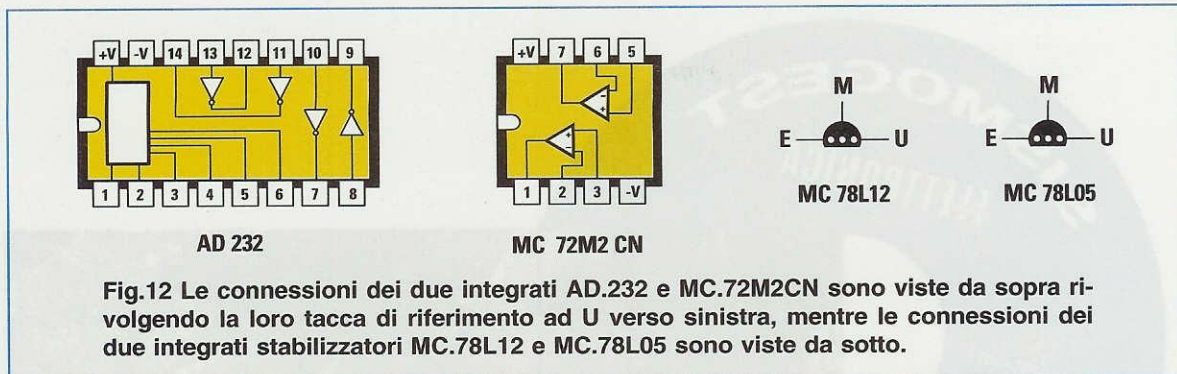 +V -V 14 13 12 11 10 9
+V 7 6 5
1 2 3 4 5 6 7 8
1 2 3 -V
M
E U
M
E U
AD 232
MC 72M2 CN
MC 78L12
MC 78L05
Fig.12 Le connessioni dei due integrati AD.232 e MC.72M2CN sono viste da sopra ri-
volgendo la loro tacca di riferimento ad U verso sinistra, mentre le connessioni dei
due integrati stabilizzatori MC.78L12 e MC.78L05 sono viste da sotto.